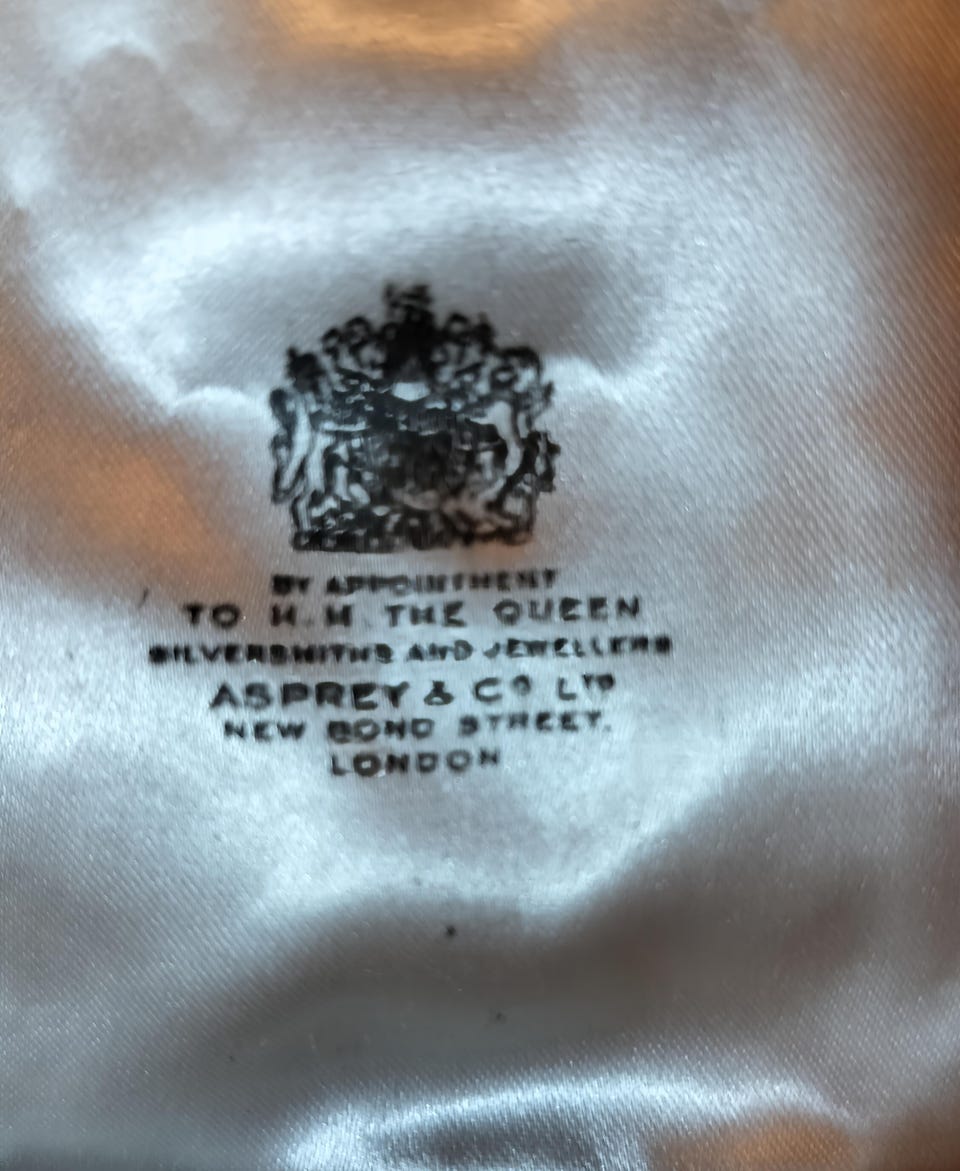 BY APPOINTMENT
TO H.M. THE QUEEN
SILVERSMITHS AND JEWELLERS
ASPREY & CO LTD
NEW BOND STREET.
LONDON